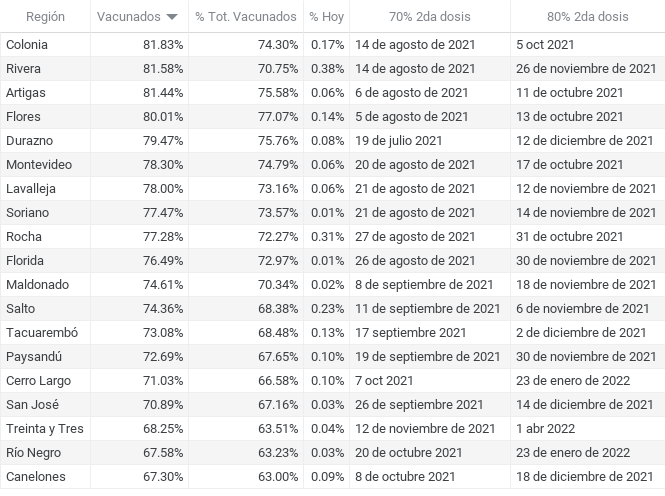 Región Vacunados % Tot. Vacunados % Hoy 70% 2da dosis 80% 2da dosis
Colonia 81.83% 74.30% 0.17% 14 de agosto de 2021 5 oct 2021
Rivera 81.58% 70.75% 0.38% 14 de agosto de 2021 26 de noviembre de 2021
Artigas 81.44% 75.58% 0.06% 6 de agosto de 2021 11 de octubre de 2021
Flores 80.01% 77.07% 0.14% 5 de agosto de 2021 13 de octubre de 2021
Durazno 79.47% 75.76% 0.08% 19 de julio 2021 12 de diciembre de 2021
Montevideo 78.30% 74.79% 0.06% 20 de agosto de 2021 17 de octubre de 2021
Lavalleja 78.00% 73.16% 0.06% 21 de agosto de 2021 12 de noviembre de 2021
Soriano 77.47% 73.57% 0.01% 21 de agosto de 2021 14 de noviembre de 2021
Rocha 77.28% 72.27% 0.31% 27 de agosto de 2021 31 de octubre de 2021
Florida 76.49% 72.97% 0.01% 26 de agosto de 2021 30 de noviembre de 2021
Maldonado 74.61% 70.34% 0.02% 8 de septiembre de 2021 18 de noviembre de 2021
Salto 74.36% 68.38% 0.23% 11 de septiembre de 2021 6 de noviembre de 2021
Tacuarembó 73.08% 68.48% 0.13% 17 septiembre de 2021 2 de diciembre de 2021
Paysandú 72.69% 67.65% 0.10% 19 de septiembre de 2021 30 de noviembre de 2021
Cerro Largo 71.03% 66.58% 0.10% 7 oct 2021 23 de enero de 2022
San José 70.89% 67.16% 0.03% 26 de septiembre de 2021 14 de diciembre de 2021
Treinta y Tres 68.25% 63.51% 0.04% 12 de noviembre de 2021 1 abr 2022
Río Negro 67.58% 63.23% 0.03% 20 de octubre de 2021 23 de enero de 2022
Canelones 67.30% 63.00% 0.09% 8 de octubre de 2021 18 de diciembre de 2021